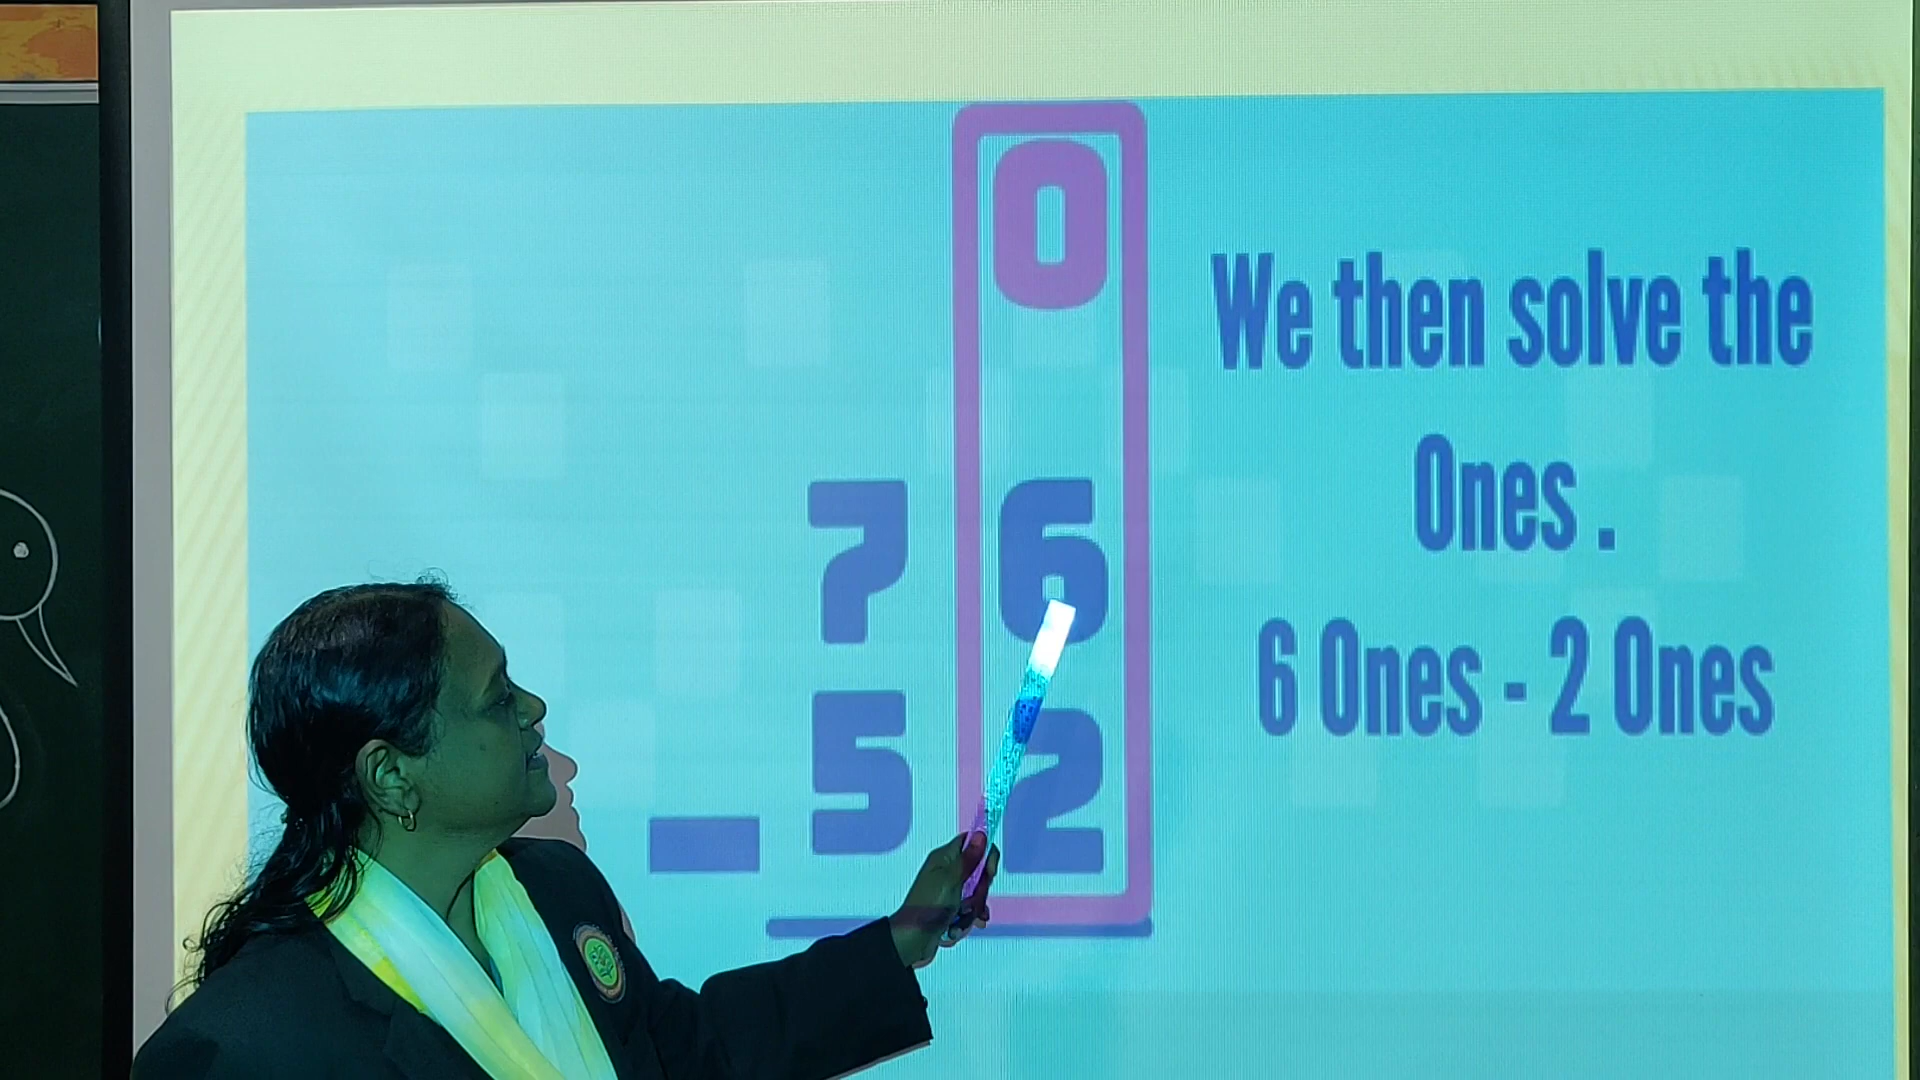 0
We then solve the
Ones .
7 6
6 Ones - 2 Ones
- 5 2